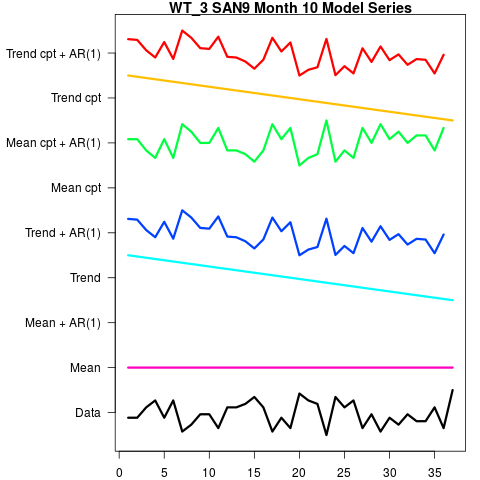 WT_3 SAN9 Month 10 Model Series
Trend cpt + AR(1)
Trend cpt
Mean cpt + AR(1)
Mean cpt
Trend + AR(1)
Trend
Mean + AR(1)
Mean
Data
0 5 10 15 20 25 30 35